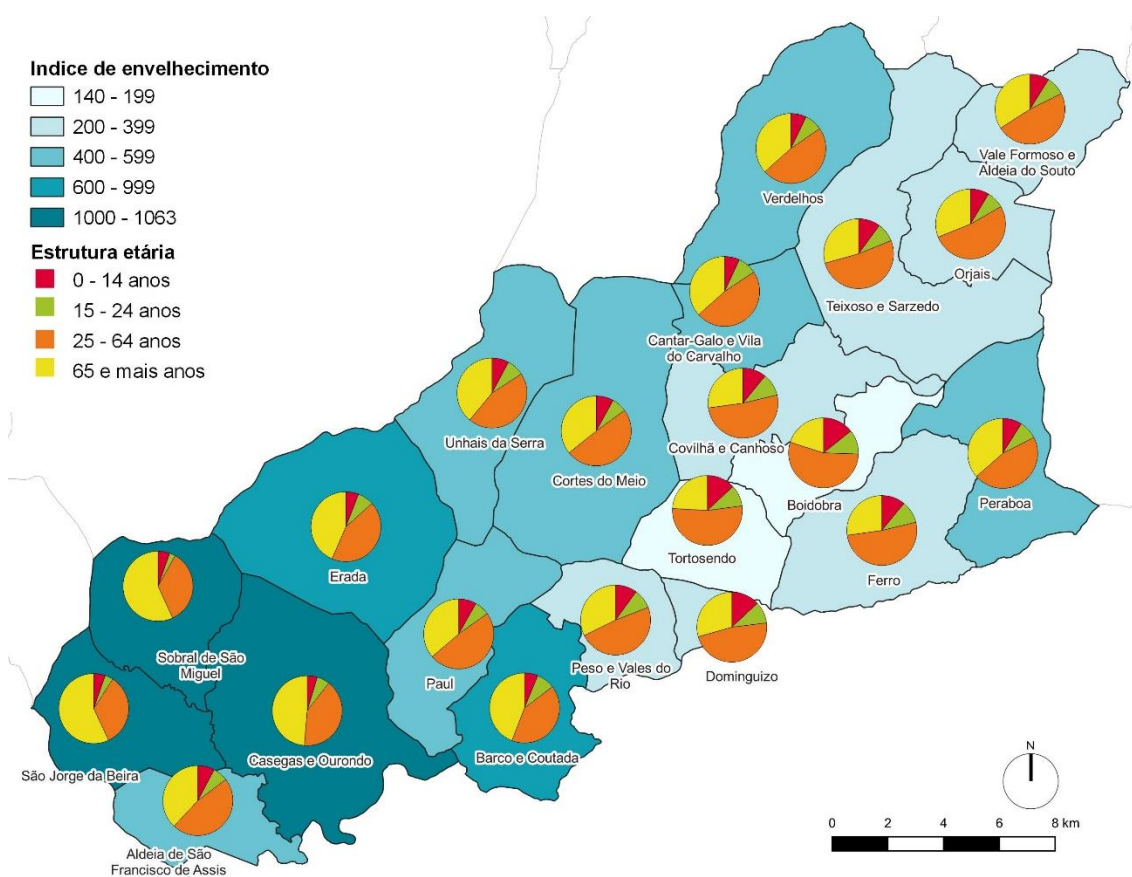 Indice de envelhecimento
140 - 199
200 - 399
400 - 599
600 - 999
1000 - 1063
Estrutura etária
0 - 14 anos
15 - 24 anos
25 - 64 anos
65 e mais anos
Vale Formoso e
Aldeia do Souto
Verdelhos
Orjais
Teixoso e Sarzedo
Cantar-Galo e Vila
do Carvalho
Unhais da Serra
Cortes do Meio
Covilhã e Canhoso
Boidobra
Peraboa
Tortosendo
Ferro
Erada
Sobral de São
Miguel
Paul
Peso e Vales do
Rio
Dominguizo
São Jorge da Beira
Casegas e Ourondo
Barco e Coutada
Aldeia de São
Francisco de Assis
N
0 2 4 6 8 km